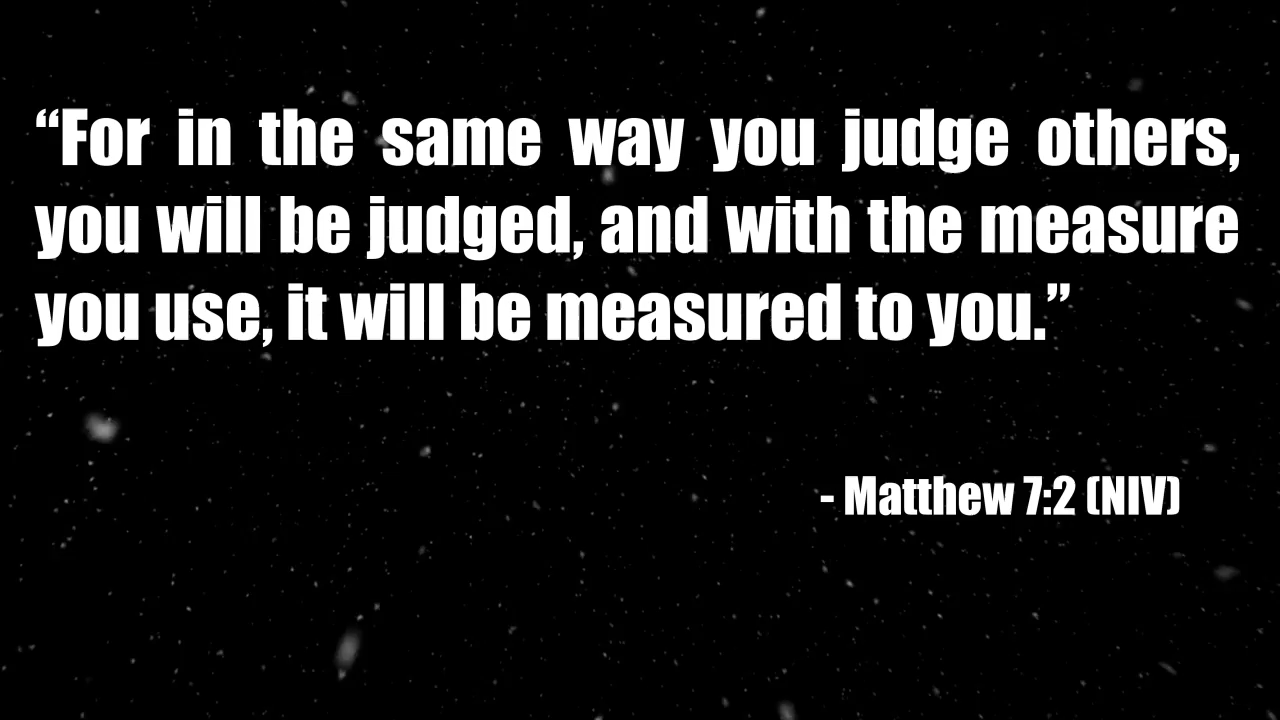 “For in the same way you judge others,
you will be judged, and with the measure
you use, it will be measured to you.”
- Matthew 7:2 (NIV)